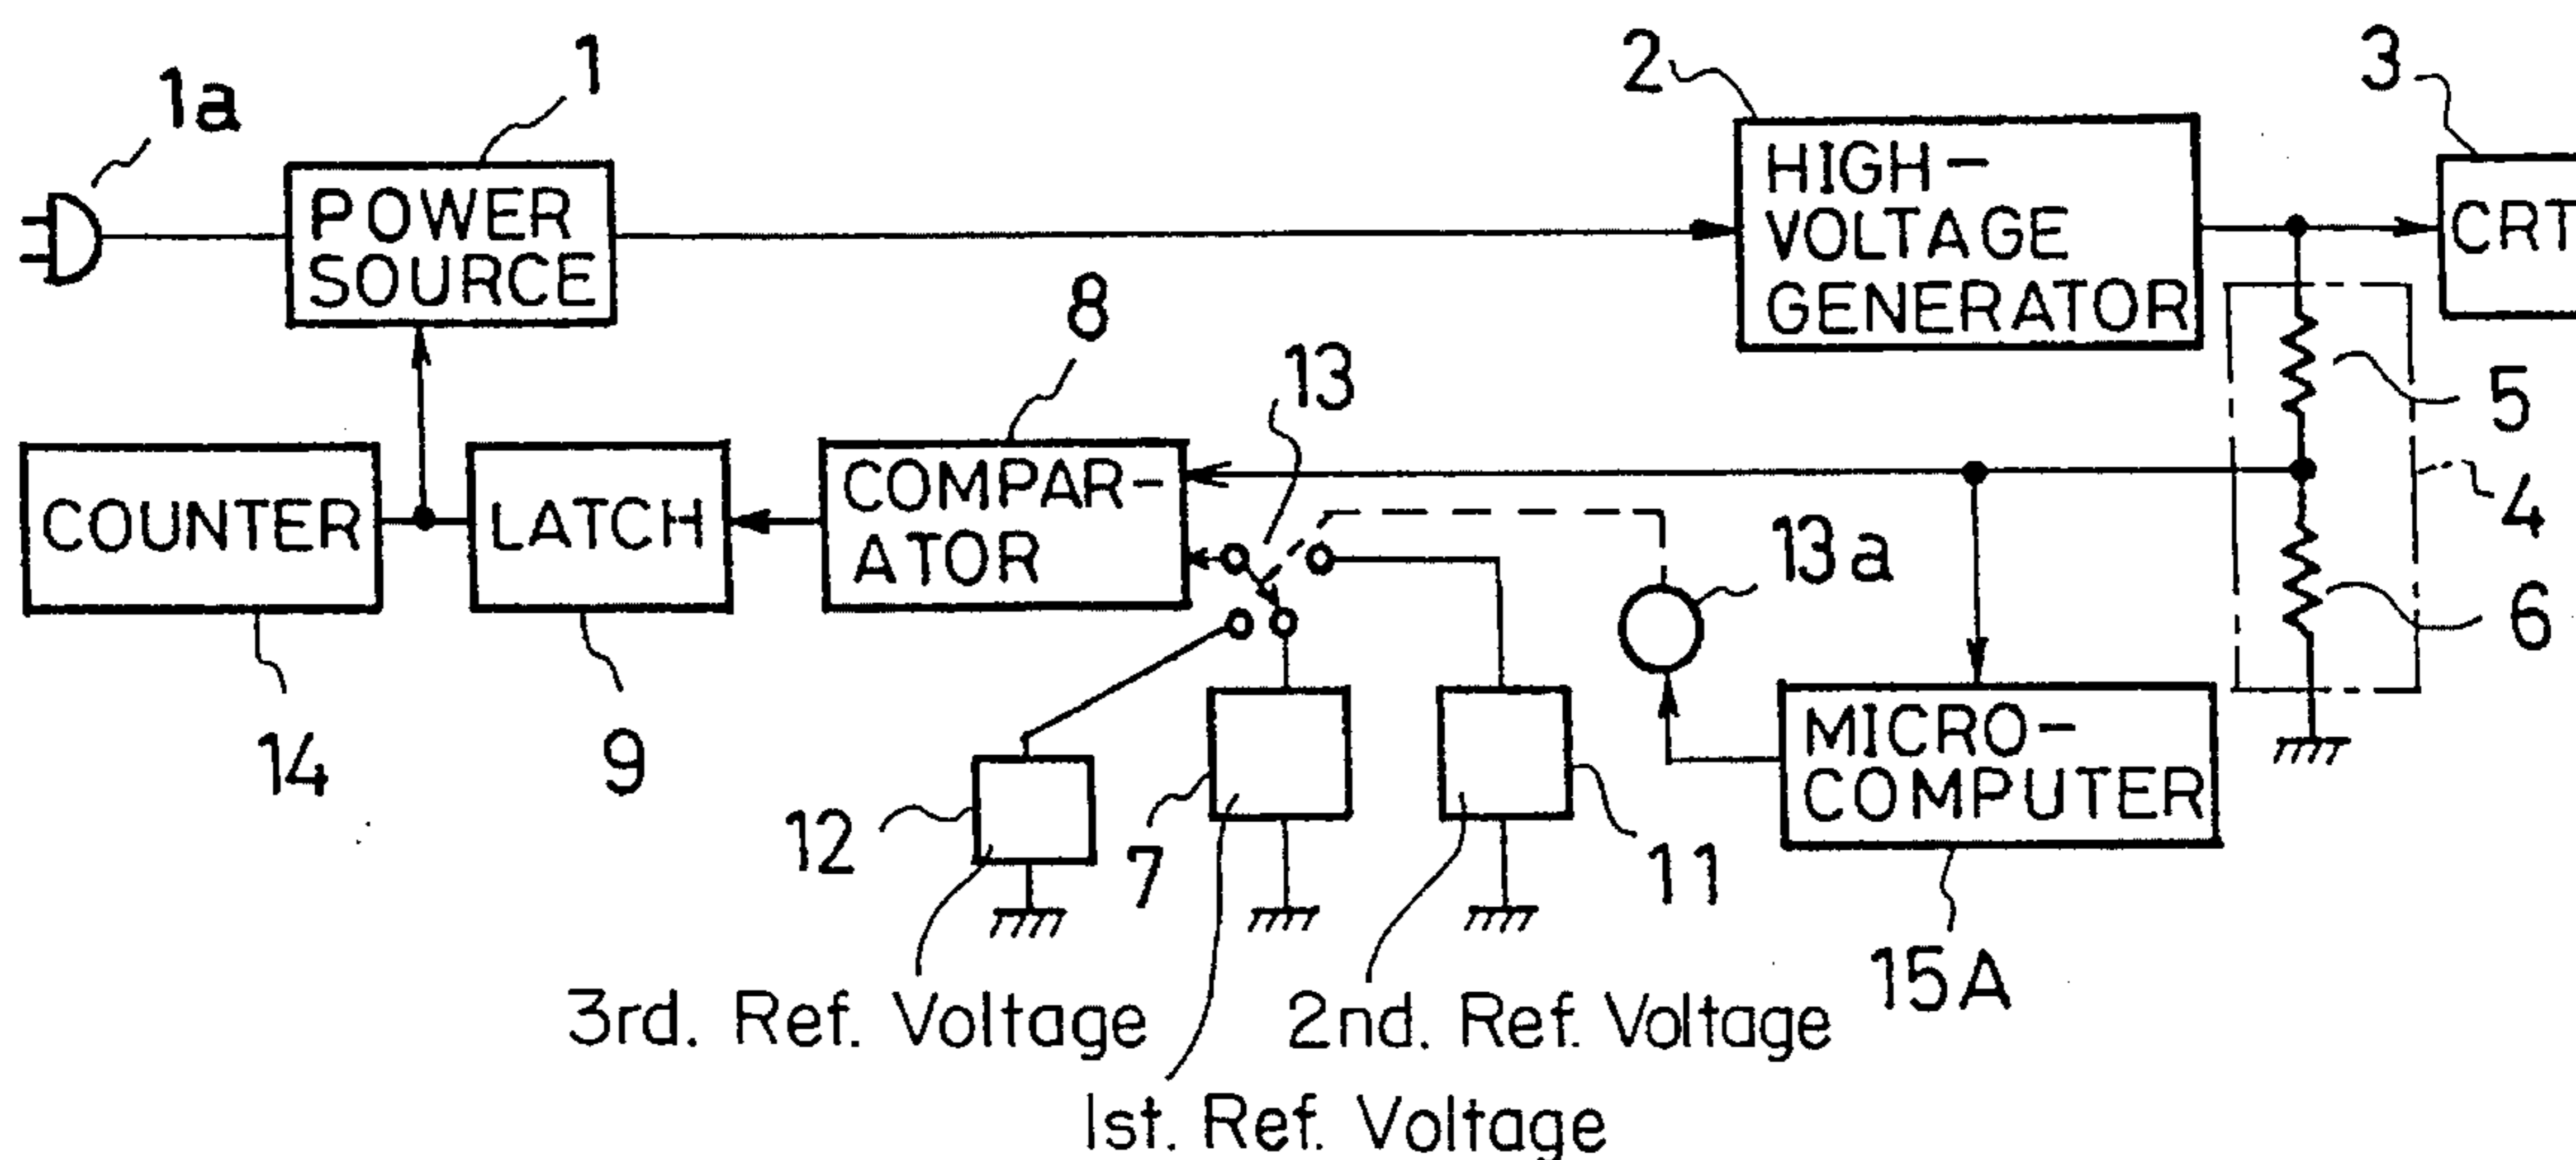 1a
1
POWER
SOURCE
2
HIGH-
VOLTAGE
GENERATOR
3
CRT
8
COMPAR-
ATOR
13
5
4
6
COUNTER
14
LATCH
9
13a
MICRO-
COMPUTER
15A
12
7
11
3rd. Ref. Voltage
2nd. Ref. Voltage
1st. Ref. Voltage